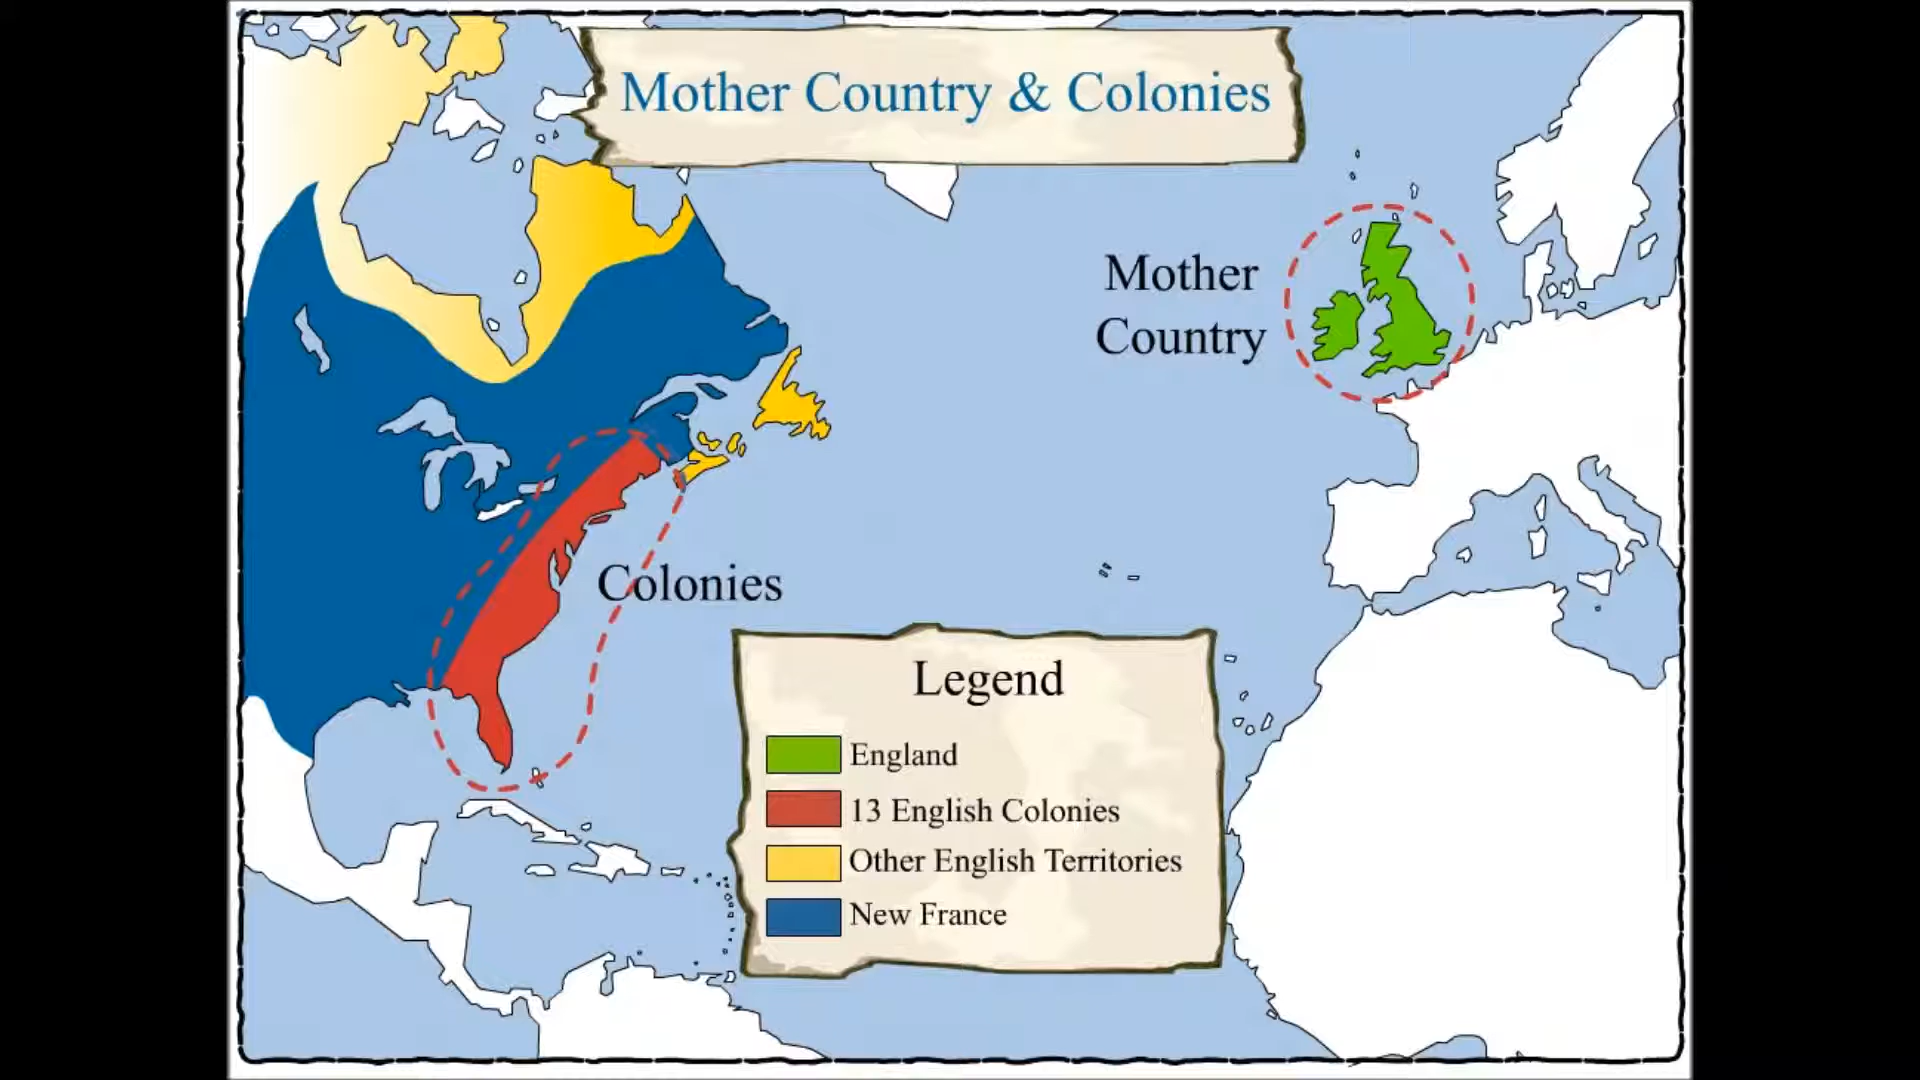 Mother Country & Colonies
Mother
Country
Colonies
Legend
England
13 English Colonies
Other English Territories
New France